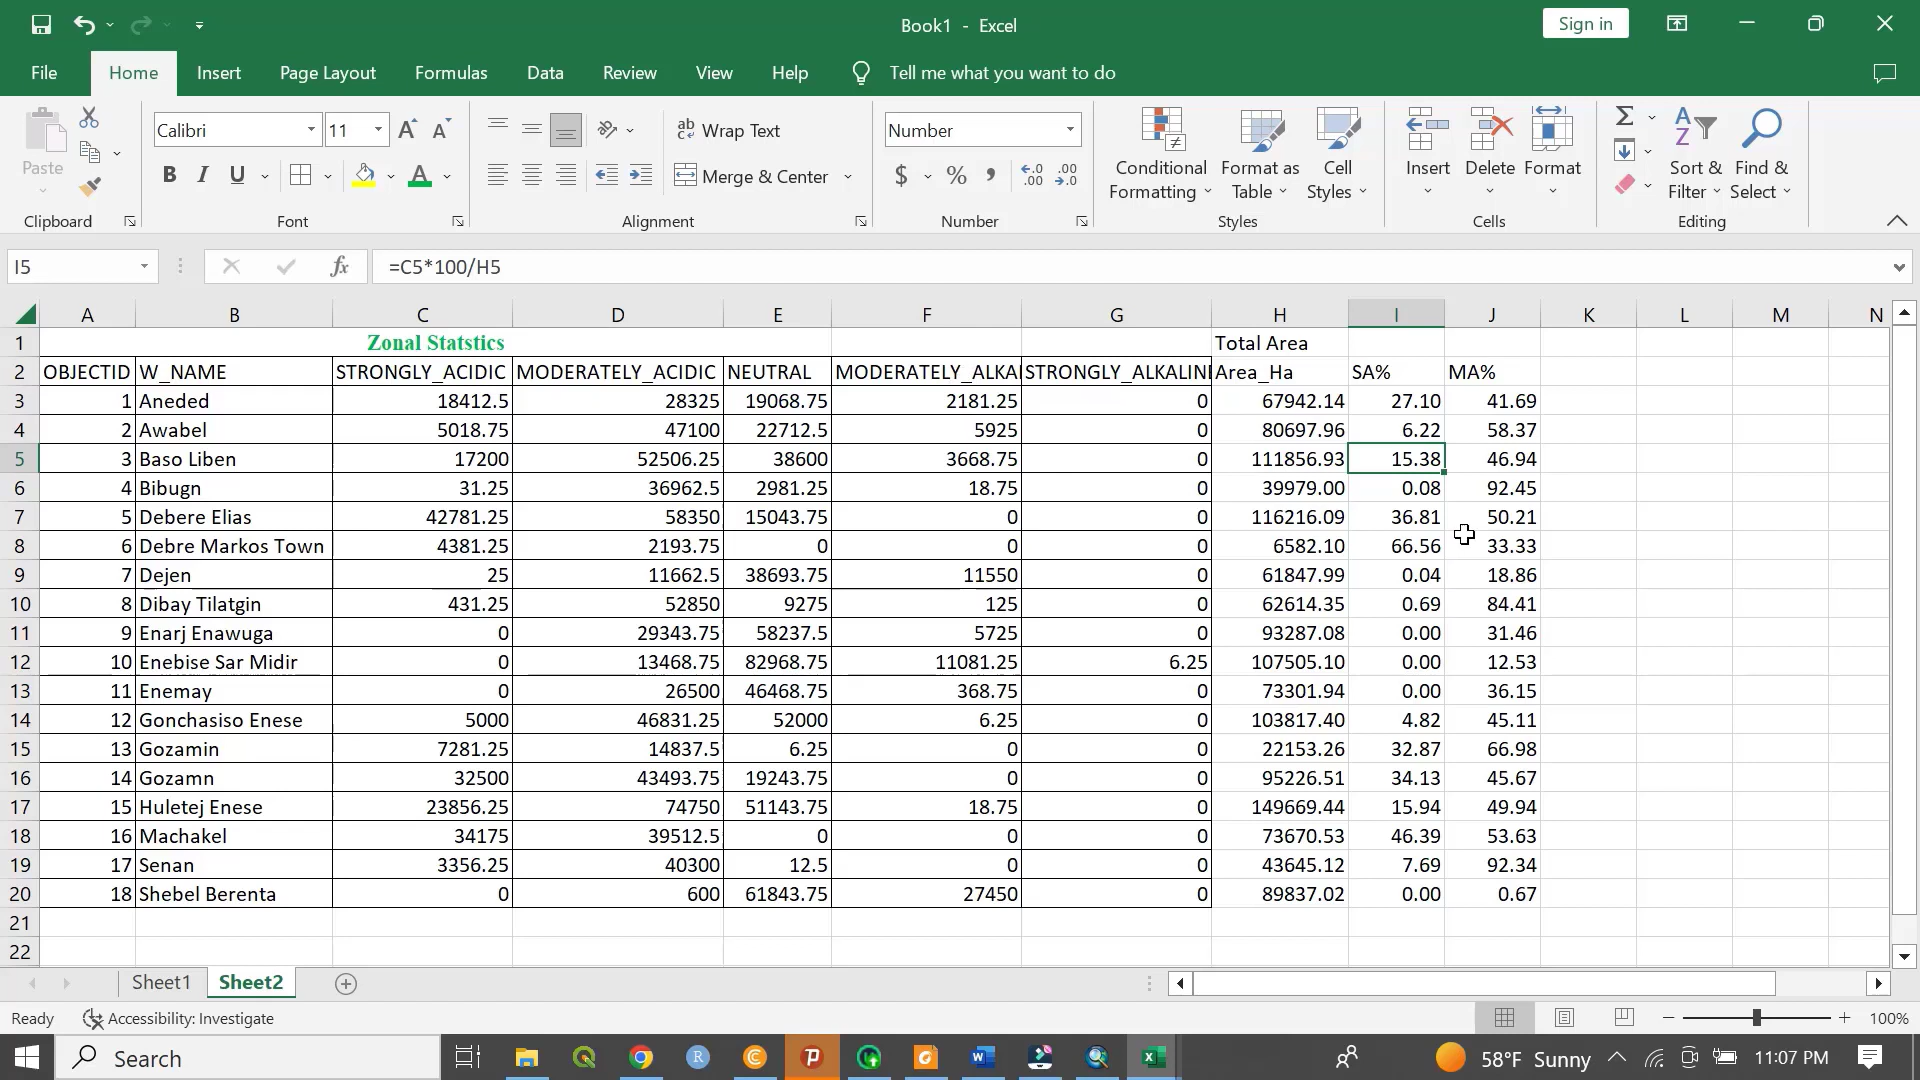 Book1 - Excel
Sign in
File Home Insert Page Layout Formulas Data Review View Help Tell me what you want to do
Paste
Calibri 11
Wrap Text
Number
B I U
Merge & Center
$ % ,
Conditional Formatting
Format as Table
Cell Styles
Insert Delete Format
Sort & Filter
Find & Select
Clipboard Font Alignment Number Styles Cells Editing
I5 fx =C5*100/H5
A B C D E F G H I J K L M N
1 Zonal Statstics Total Area
2 OBJECTID W_NAME STRONGLY_ACIDIC MODERATELY_ACIDIC NEUTRAL MODERATELY_ALKA STRONGLY_ALKALIN Area_Ha SA% MA%
3 1 Aneded 18412.5 28325 19068.75 2181.25 0 67942.14 27.10 41.69
4 2 Awabel 5018.75 47100 22712.5 5925 0 80697.96 6.22 58.37
5 3 Baso Liben 17200 52506.25 38600 3668.75 0 111856.93 15.38 46.94
6 4 Bibugn 31.25 36962.5 2981.25 18.75 0 39979.00 0.08 92.45
7 5 Debere Elias 42781.25 58350 15043.75 0 0 116216.09 36.81 50.21
8 6 Debre Markos Town 4381.25 2193.75 0 0 0 6582.10 66.56 33.33
9 7 Dejen 25 11662.5 38693.75 11550 0 61847.99 0.04 18.86
10 8 Dibay Tilatgin 431.25 52850 9275 125 0 62614.35 0.69 84.41
11 9 Enarj Enawuga 0 29343.75 58237.5 5725 0 93287.08 0.00 31.46
12 10 Enebise Sar Midir 0 13468.75 82968.75 11081.25 6.25 107505.10 0.00 12.53
13 11 Enemay 0 26500 46468.75 368.75 0 73301.94 0.00 36.15
14 12 Gonchasiso Enese 5000 46831.25 52000 6.25 0 103817.40 4.82 45.11
15 13 Gozamin 7281.25 14837.5 6.25 0 0 22153.26 32.87 66.98
16 14 Gozamn 32500 43493.75 19243.75 0 0 95226.51 34.13 45.67
17 15 Huletej Enese 23856.25 74750 51143.75 18.75 0 149669.44 15.94 49.94
18 16 Machakel 34175 39512.5 0 0 0 73670.53 46.39 53.63
19 17 Senan 3356.25 40300 12.5 0 0 43645.12 7.69 92.34
20 18 Shebel Berenta 0 600 61843.75 27450 0 89837.02 0.00 0.67
21
22
Sheet1 Sheet2
Ready Accessibility: Investigate 100%
Search 58°F Sunny 11:07 PM